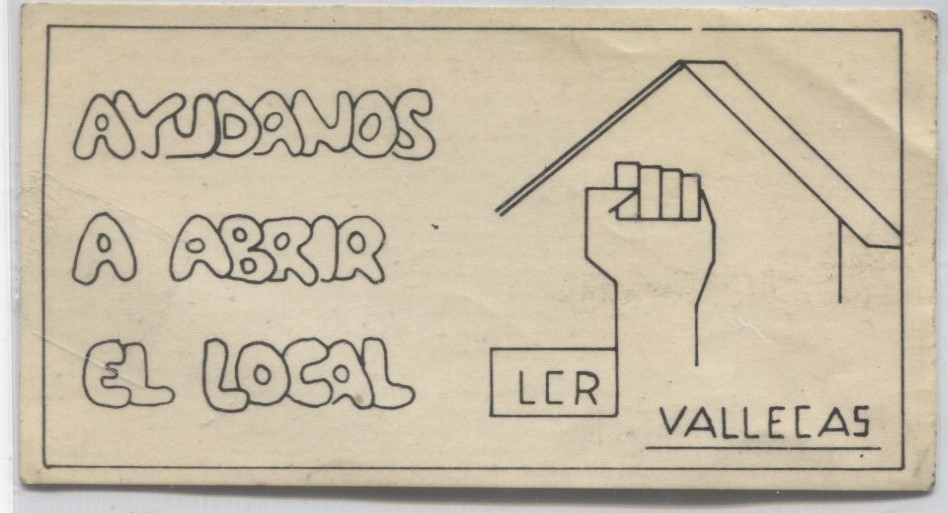 AYUDANOS
A ABRIR
EL LOCAL
LCR
VALLECAS